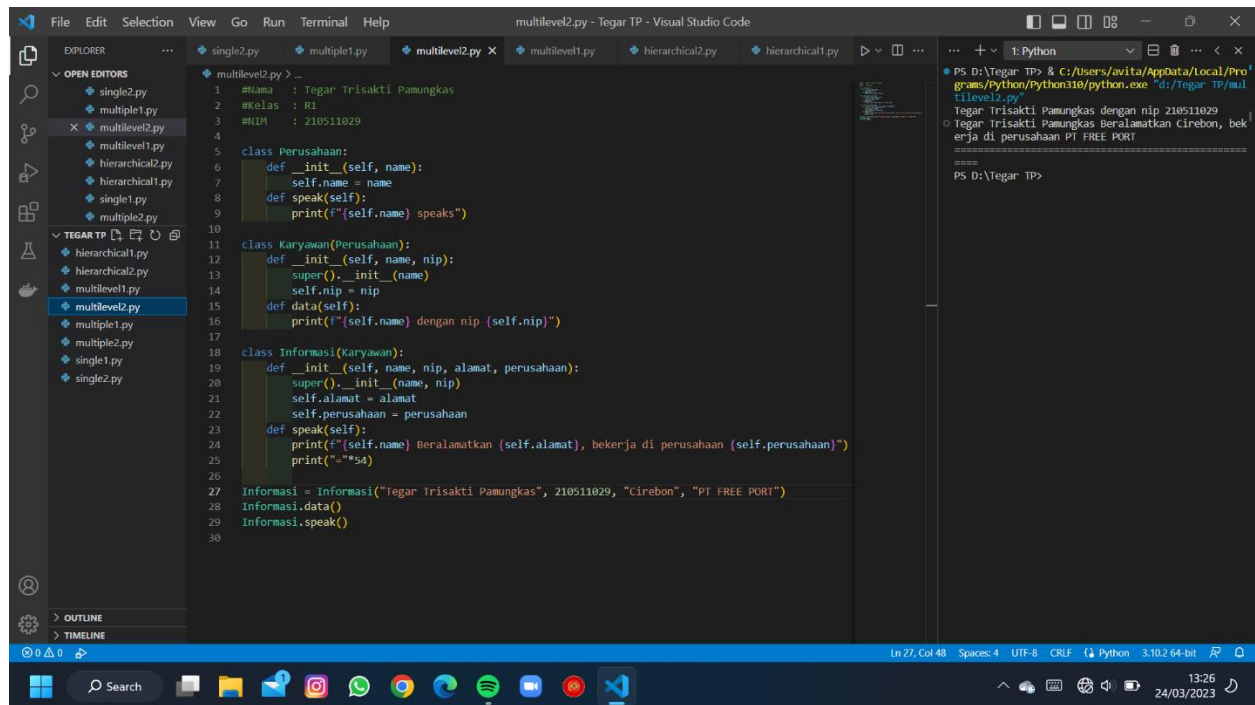 File Edit Selection View Go Run Terminal Help
multilevel2.py - Tegar TP - Visual Studio Code
EXPLORER
OPEN EDITORS
single2.py
multiple1.py
multilevel2.py
multilevel1.py
hierarchical2.py
hierarchical1.py
single1.py
multiple2.py
TEGAR TP
hierarchical1.py
hierarchical2.py
multilevel1.py
multilevel2.py
multiple1.py
multiple2.py
single1.py
single2.py
OUTLINE
TIMELINE
single2.py multiple1.py multilevel2.py multilevel1.py hierarchical2.py hierarchical1.py
multilevel2.py > ...
1 #Nama : Tegar Trisakti Pamungkas
2 #Kelas : R1
3 #NIM : 210511029
4
5 class Perusahaan:
6 def __init__(self, name):
7 self.name = name
8 def speak(self):
9 print(f"{self.name} speaks")
10
11 class Karyawan(Perusahaan):
12 def __init__(self, name, nip):
13 super().__init__(name)
14 self.nip = nip
15 def data(self):
16 print(f"{self.name} dengan nip {self.nip}")
17
18 class Informasi(Karyawan):
19 def __init__(self, name, nip, alamat, perusahaan):
20 super().__init__(name, nip)
21 self.alamat = alamat
22 self.perusahaan = perusahaan
23 def speak(self):
24 print(f"{self.name} Beralamatkan {self.alamat}, bekerja di perusahaan {self.perusahaan}")
25 print("="*54)
26
27 Informasi = Informasi("Tegar Trisakti Pamungkas", 210511029, "Cirebon", "PT FREE PORT")
28 Informasi.data()
29 Informasi.speak()
30
1: Python
PS D:\Tegar TP> & C:/Users/avita/AppData/Local/Pro
grams/Python/Python310/python.exe "d:/Tegar TP/mul
tilevel2.py"
Tegar Trisakti Pamungkas dengan nip 210511029
Tegar Trisakti Pamungkas Beralamatkan Cirebon, bek
erja di perusahaan PT FREE PORT
==================================================
====
PS D:\Tegar TP>
0 0 0
Ln 27, Col 48 Spaces: 4 UTF-8 CRLF Python 3.10.2 64-bit
Search
1
13:26
24/03/2023